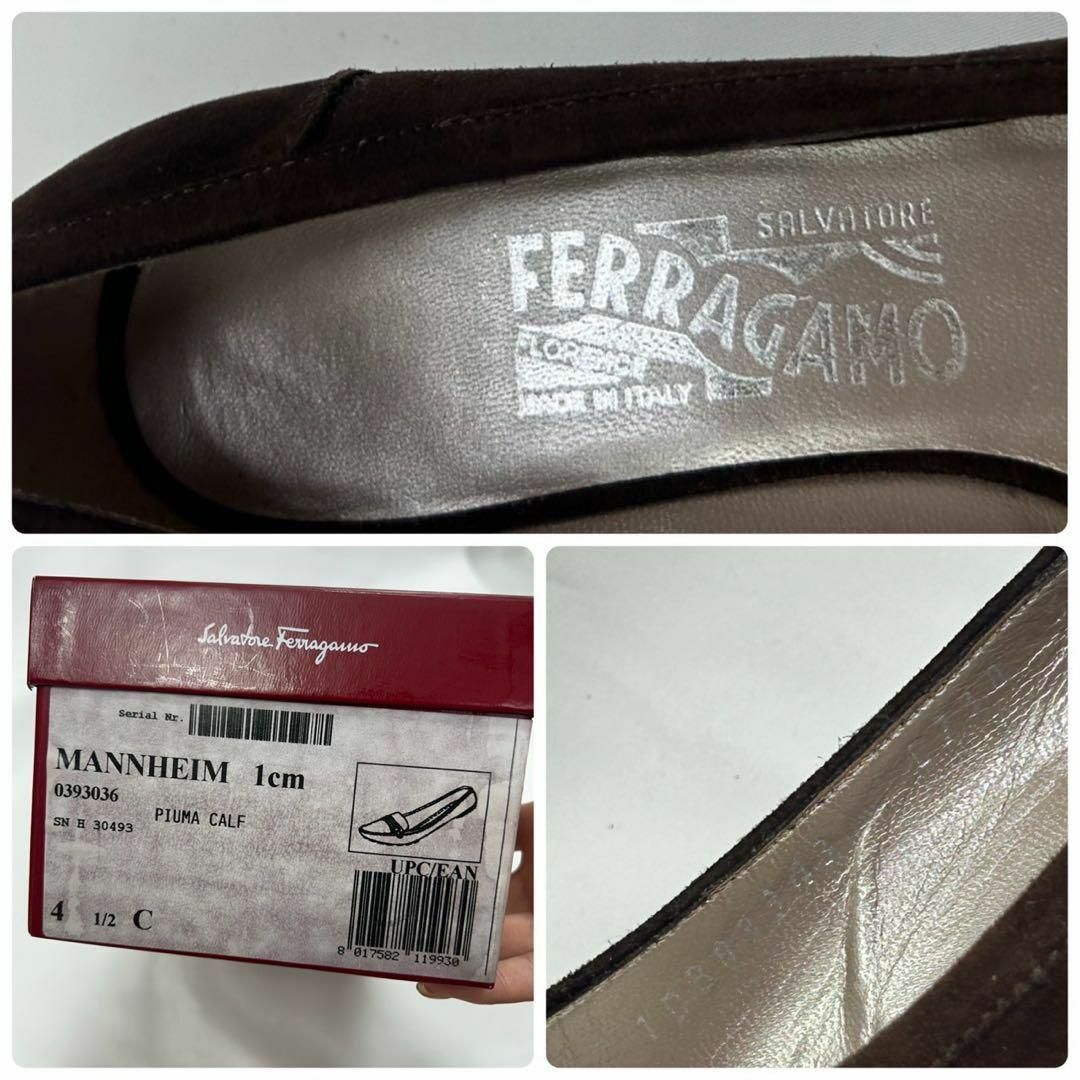 SALVATORE
FERRAGAMO
MADE IN ITALY
Salvatore Ferragamo
Serial Nr.
MANNHEIM 1cm
0393036
SN H 30493 PIUMA CALF
UPC/EAN
4 1/2 C
8 017582 119930